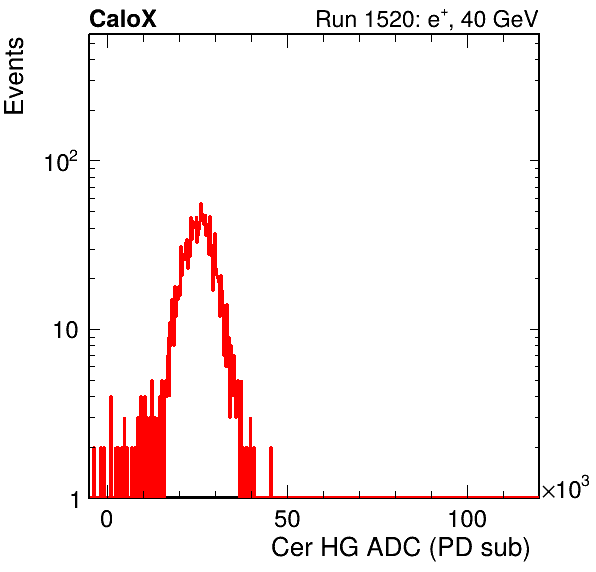 CaloX Run 1520: e⁺, 40 GeV
Events
10²
10
1
0 50 100 ×10³
Cer HG ADC (PD sub)